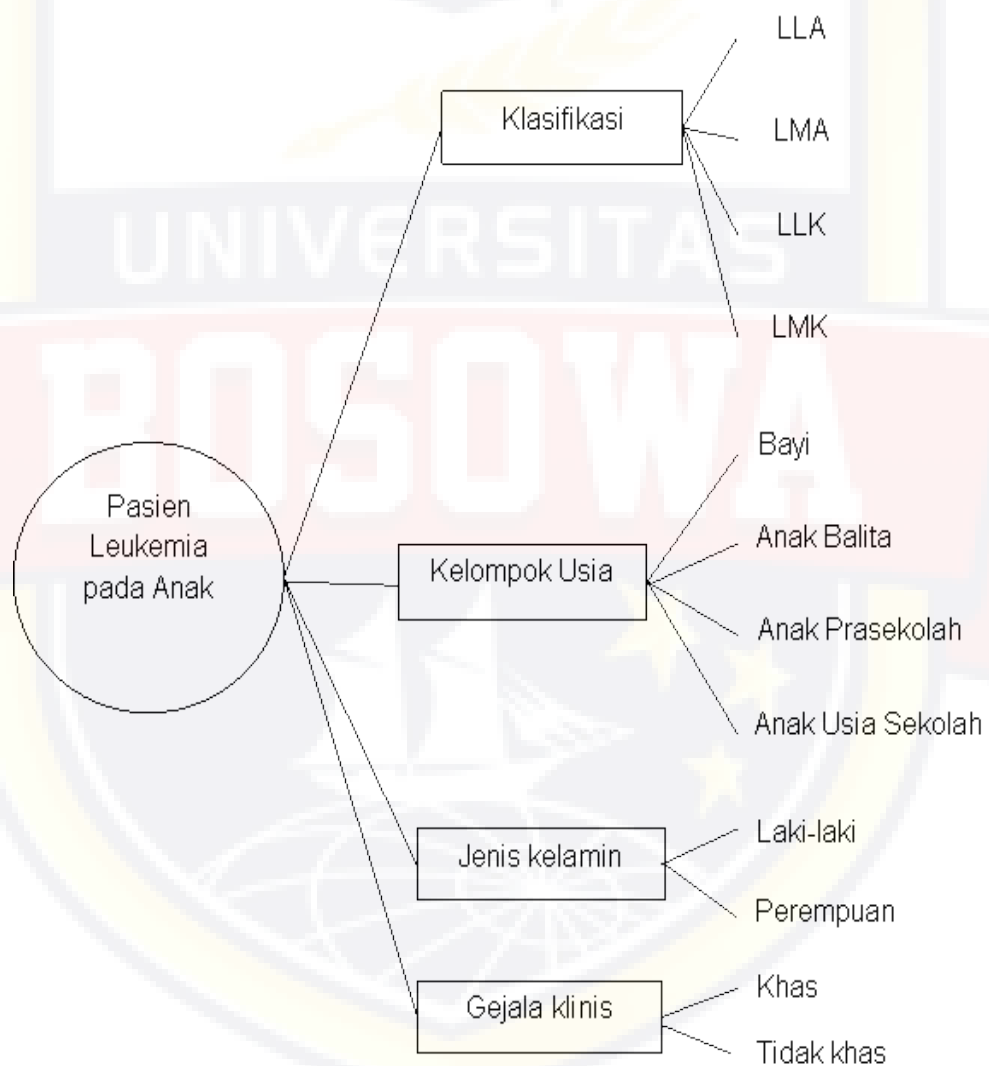 LLA
Klasifikasi
LMA
LLK
UNIVERSITAS
LMK
BOSOWA
Bayi
Pasien
Leukemia
pada Anak
Anak Balita
Kelompok Usia
Anak Prasekolah
Anak Usia Sekolah
Laki-laki
Jenis kelamin
Perempuan
Khas
Gejala klinis
Tidak khas